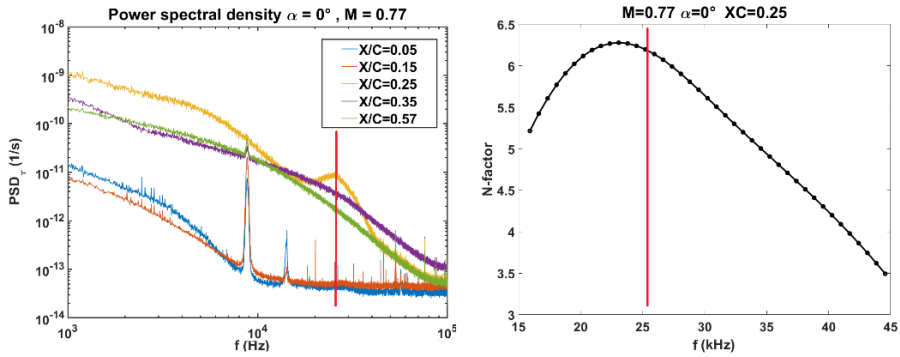 Power spectral density α = 0° , M = 0.77
X/C=0.05
X/C=0.15
X/C=0.25
X/C=0.35
X/C=0.57
PSD_τ (1/s)
10^-8
10^-9
10^-10
10^-11
10^-12
10^-13
10^-14
10^3
10^4
10^5
f (Hz)
M=0.77 α=0° XC=0.25
N-factor
6.5
6
5.5
5
4.5
4
3.5
3
15
20
25
30
35
40
45
f (kHz)